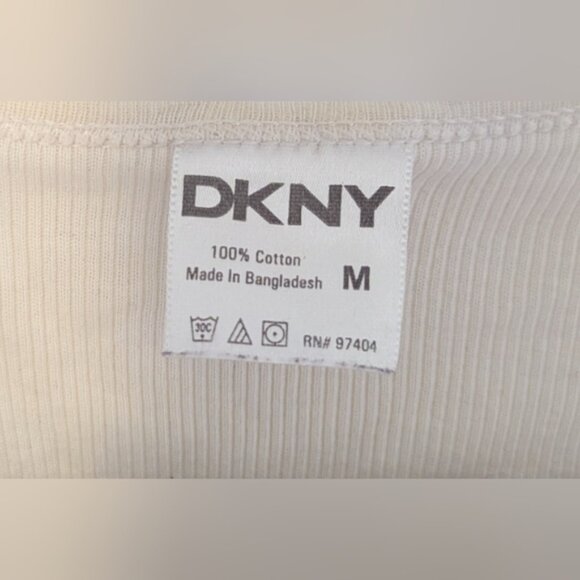 DKNY
100% Cotton
Made In Bangladesh M
30C
RN# 97404